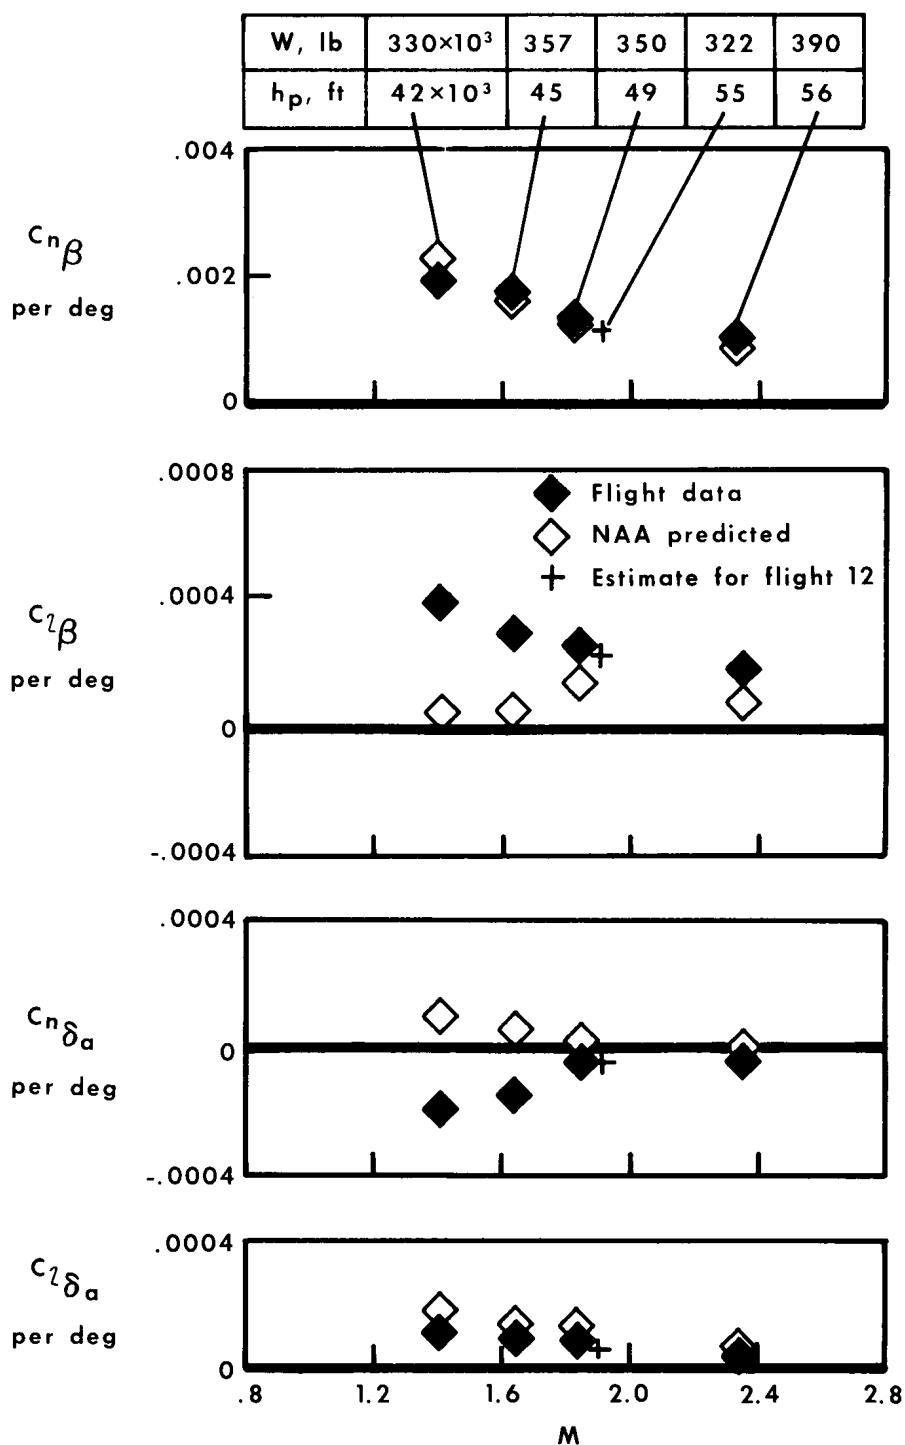 W, lb 330×10³ 357 350 322 390
hp, ft 42×10³ 45 49 55 56
.004
Cnβ
per deg
.002
0
.0008
Flight data
NAA predicted
Estimate for flight 12
.0004
Clβ
per deg
0
-.0004
.0004
Cnδa
per deg
0
-.0004
.0004
Clδa
per deg
0
.8 1.2 1.6 2.0 2.4 2.8
M